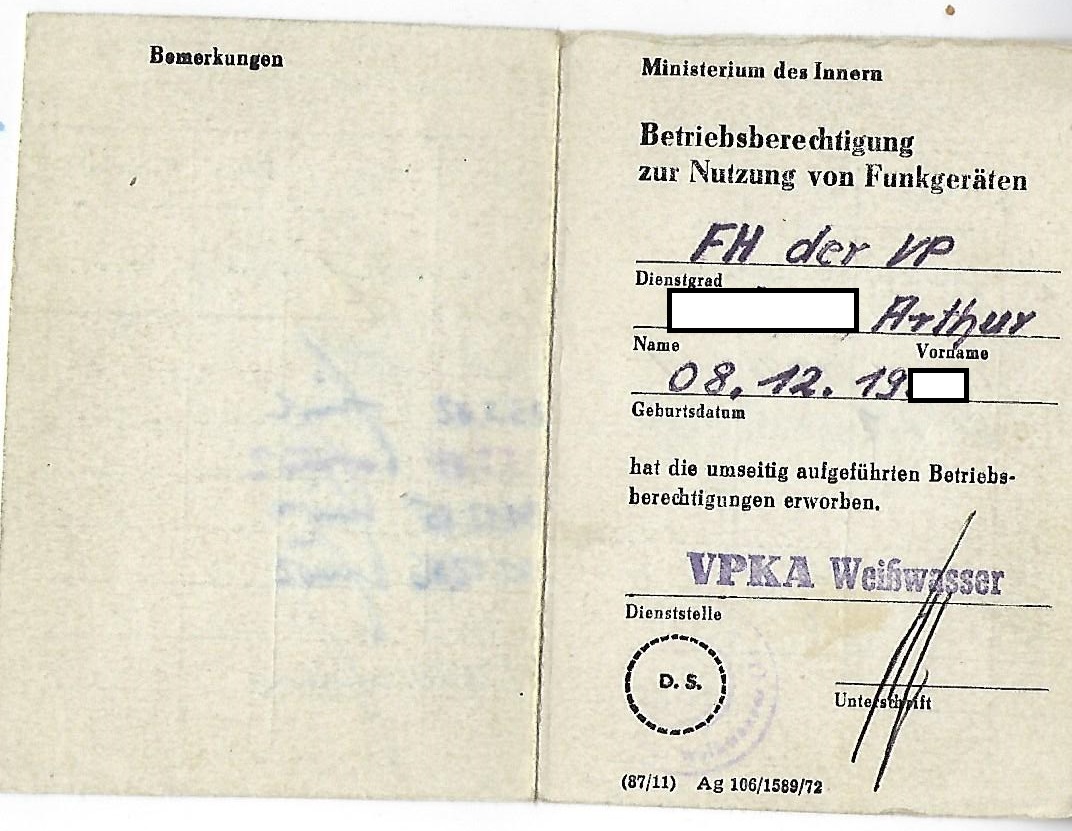 Bemerkungen
Ministerium des Innern
Betriebsberechtigung
zur Nutzung von Funkgeräten
FH der VP
Dienstgrad
Arthur
Name Vorname
08. 12. 19
Geburtsdatum
hat die umseitig aufgeführten Betriebs-
berechtigungen erworben.
VPKA Weißwasser
Dienststelle
D. S.
Unterschrift
(87/11) Ag 106/1589/72